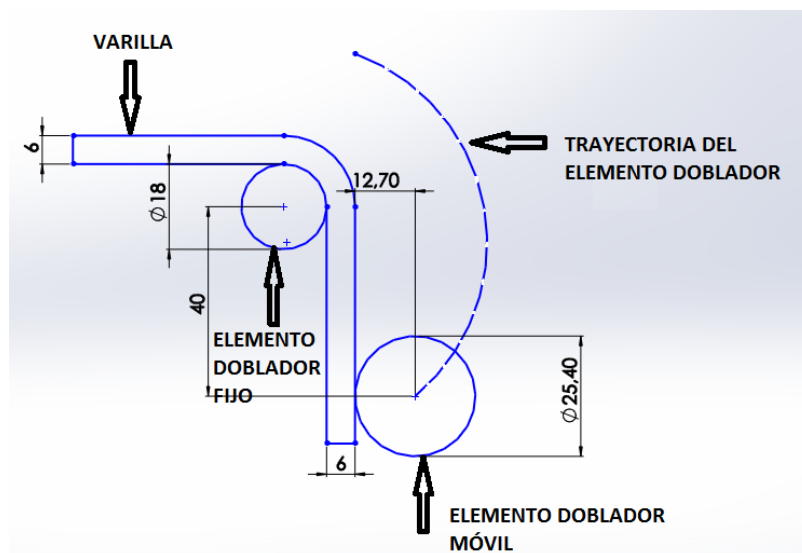 VARILLA
6
TRAYECTORIA DEL
ELEMENTO DOBLADOR
12,70
∅18
40
ELEMENTO
DOBLADOR
FIJO
∅25,40
6
ELEMENTO DOBLADOR
MÓVIL